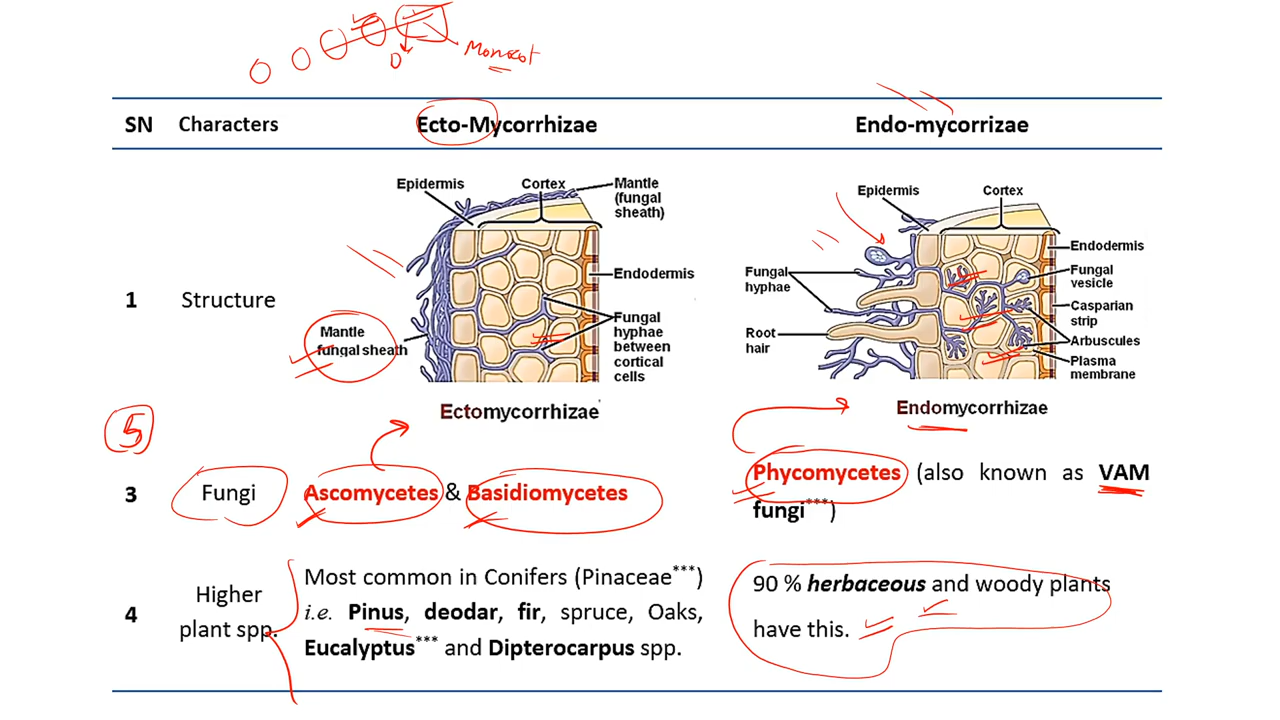 D
Monocot
SN Characters Ecto-Mycorrhizae Endo-mycorrizae
Epidermis Cortex Mantle
(fungal
sheath)
Endodermis
Fungal
hyphae
between
cortical
cells
Mantle
fungal sheath
Ectomycorrhizae
Epidermis Cortex
Endodermis
Fungal
vesicle
Casparian
strip
Arbuscules
Plasma
membrane
Fungal
hyphae
Root
hair
Endomycorrhizae
1 Structure
5
3 Fungi Ascomycetes & Basidiomycetes
Phycomycetes (also known as VAM
fungi***)
4 Higher
plant spp.
Most common in Conifers (Pinaceae***)
i.e. Pinus, deodar, fir, spruce, Oaks,
Eucalyptus*** and Dipterocarpus spp.
90 % herbaceous and woody plants
have this.